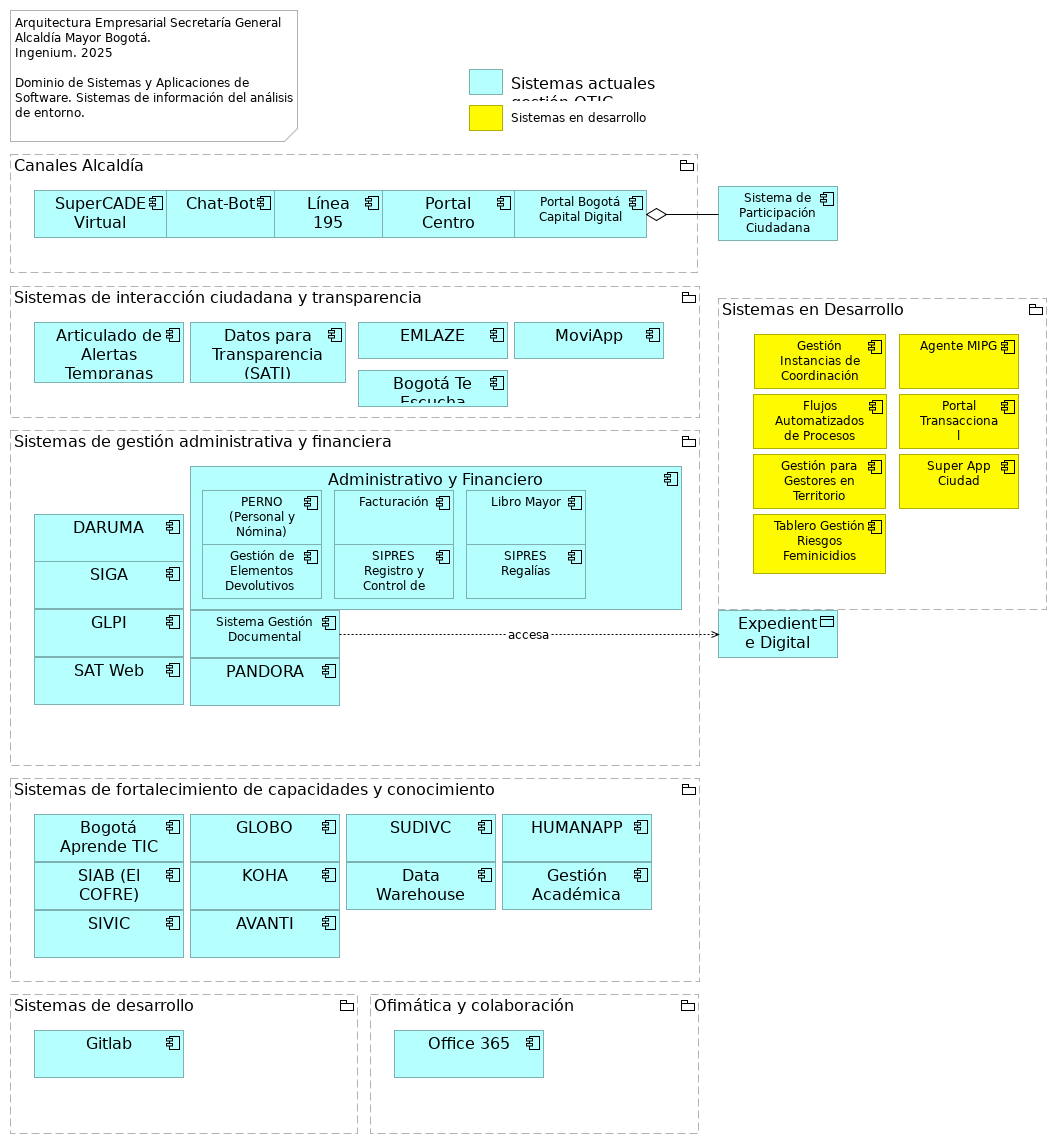 Arquitectura Empresarial Secretaría General
Alcaldía Mayor Bogotá.
Ingenium. 2025
Dominio de Sistemas y Aplicaciones de
Software. Sistemas de información del análisis
de entorno.
Sistemas actuales
gestión OTIC
Sistemas en desarrollo
Canales Alcaldía
SuperCADE
Virtual
Chat-Bot
Línea
195
Portal
Centro
Portal Bogotá
Capital Digital
Sistema de
Participación
Ciudadana
Sistemas de interacción ciudadana y transparencia
Articulado de
Alertas
Tempranas
Datos para
Transparencia
(SATI)
EMLAZE
MoviApp
Bogotá Te
Escucha
Sistemas en Desarrollo
Gestión
Instancias de
Coordinación
Agente MIPG
Flujos
Automatizados
de Procesos
Portal
Transacciona
l
Gestión para
Gestores en
Territorio
Super App
Ciudad
Tablero Gestión
Riesgos
Feminicidios
Sistemas de gestión administrativa y financiera
Administrativo y Financiero
PERNO
(Personal y
Nómina)
Facturación
Libro Mayor
Gestión de
Elementos
Devolutivos
SIPRES
Registro y
Control de
SIPRES
Regalías
DARUMA
SIGA
GLPI
SAT Web
Sistema Gestión
Documental
PANDORA
accesa
Expedient
e Digital
Sistemas de fortalecimiento de capacidades y conocimiento
Bogotá
Aprende TIC
GLOBO
SUDIVC
HUMANAPP
SIAB (El
COFRE)
KOHA
Data
Warehouse
Gestión
Académica
SIVIC
AVANTI
Sistemas de desarrollo
Gitlab
Ofimática y colaboración
Office 365